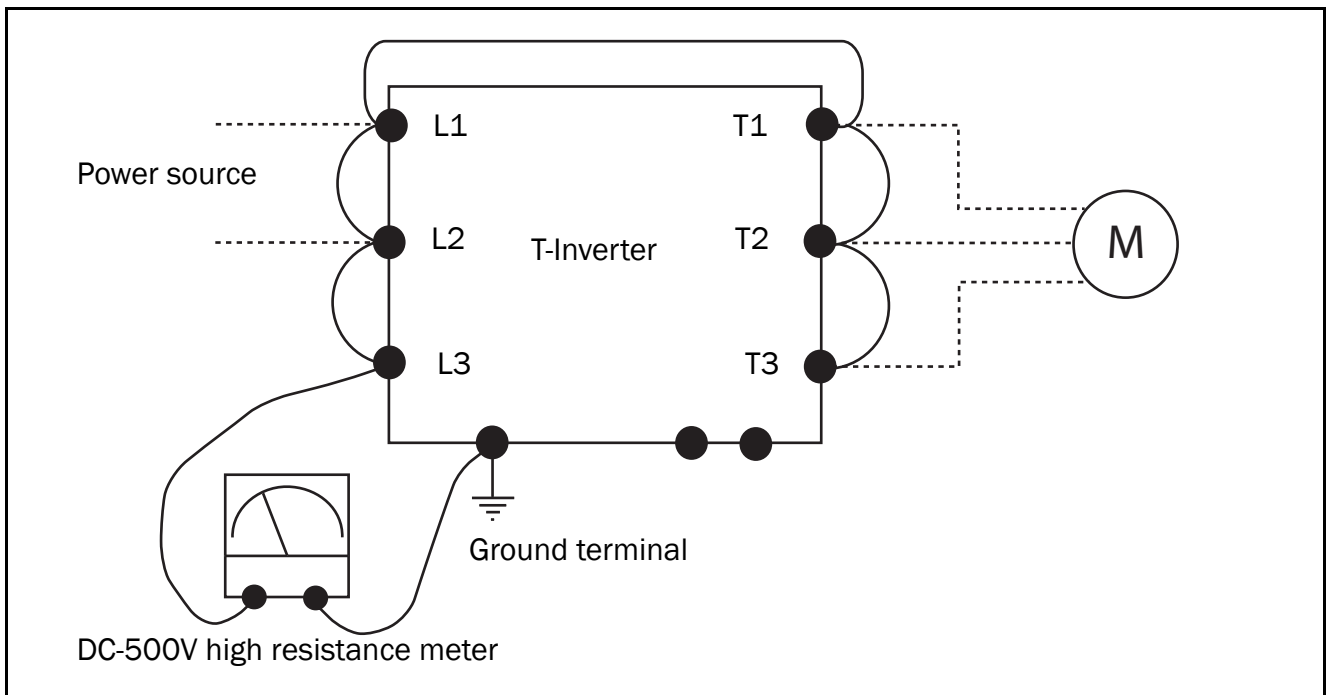 L1
T1
Power source
L2
T-Inverter
T2
M
L3
T3
Ground terminal
DC-500V high resistance meter